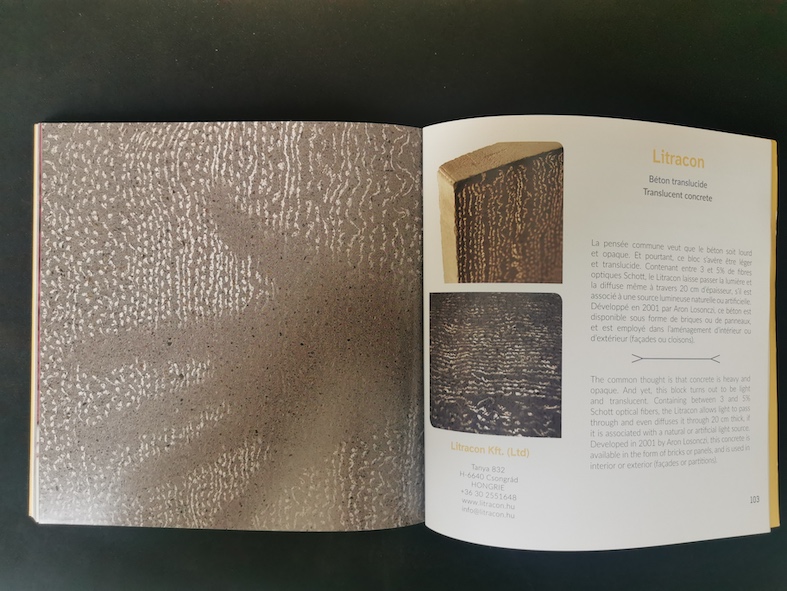 Litracon
Béton translucide
Translucent concrete
La pensée commune veut que le béton soit lourd
et opaque. Et pourtant, ce bloc s'avère être léger
et translucide. Contenant entre 3 et 5% de fibres
optiques Schott, le Litracon laisse passer la lumière et
la diffuse même à travers 20 cm d'épaisseur, s'il est
associé à une source lumineuse naturelle ou artificielle.
Développé en 2001 par Aron Losonczi, ce béton est
disponible sous forme de briques ou de panneaux,
et est employé dans l'aménagement d'intérieur ou
d'extérieur (façades ou cloisons).
The common thought is that concrete is heavy and
opaque. And yet, this block turns out to be light
and translucent. Containing between 3 and 5%
Schott optical fibers, the Litracon allows light to pass
through and even diffuses it through 20 cm thick, if
it is associated with a natural or artificial light source.
Developed in 2001 by Aron Losonczi, this concrete is
available in the form of bricks or panels, and is used in
interior or exterior (façades or partitions).
Litracon Kft. (Ltd)
Tanya 832
H-6640 Csongrád
HONGRIE
+36 30 2551648
www.litracon.hu
info@litracon.hu
103